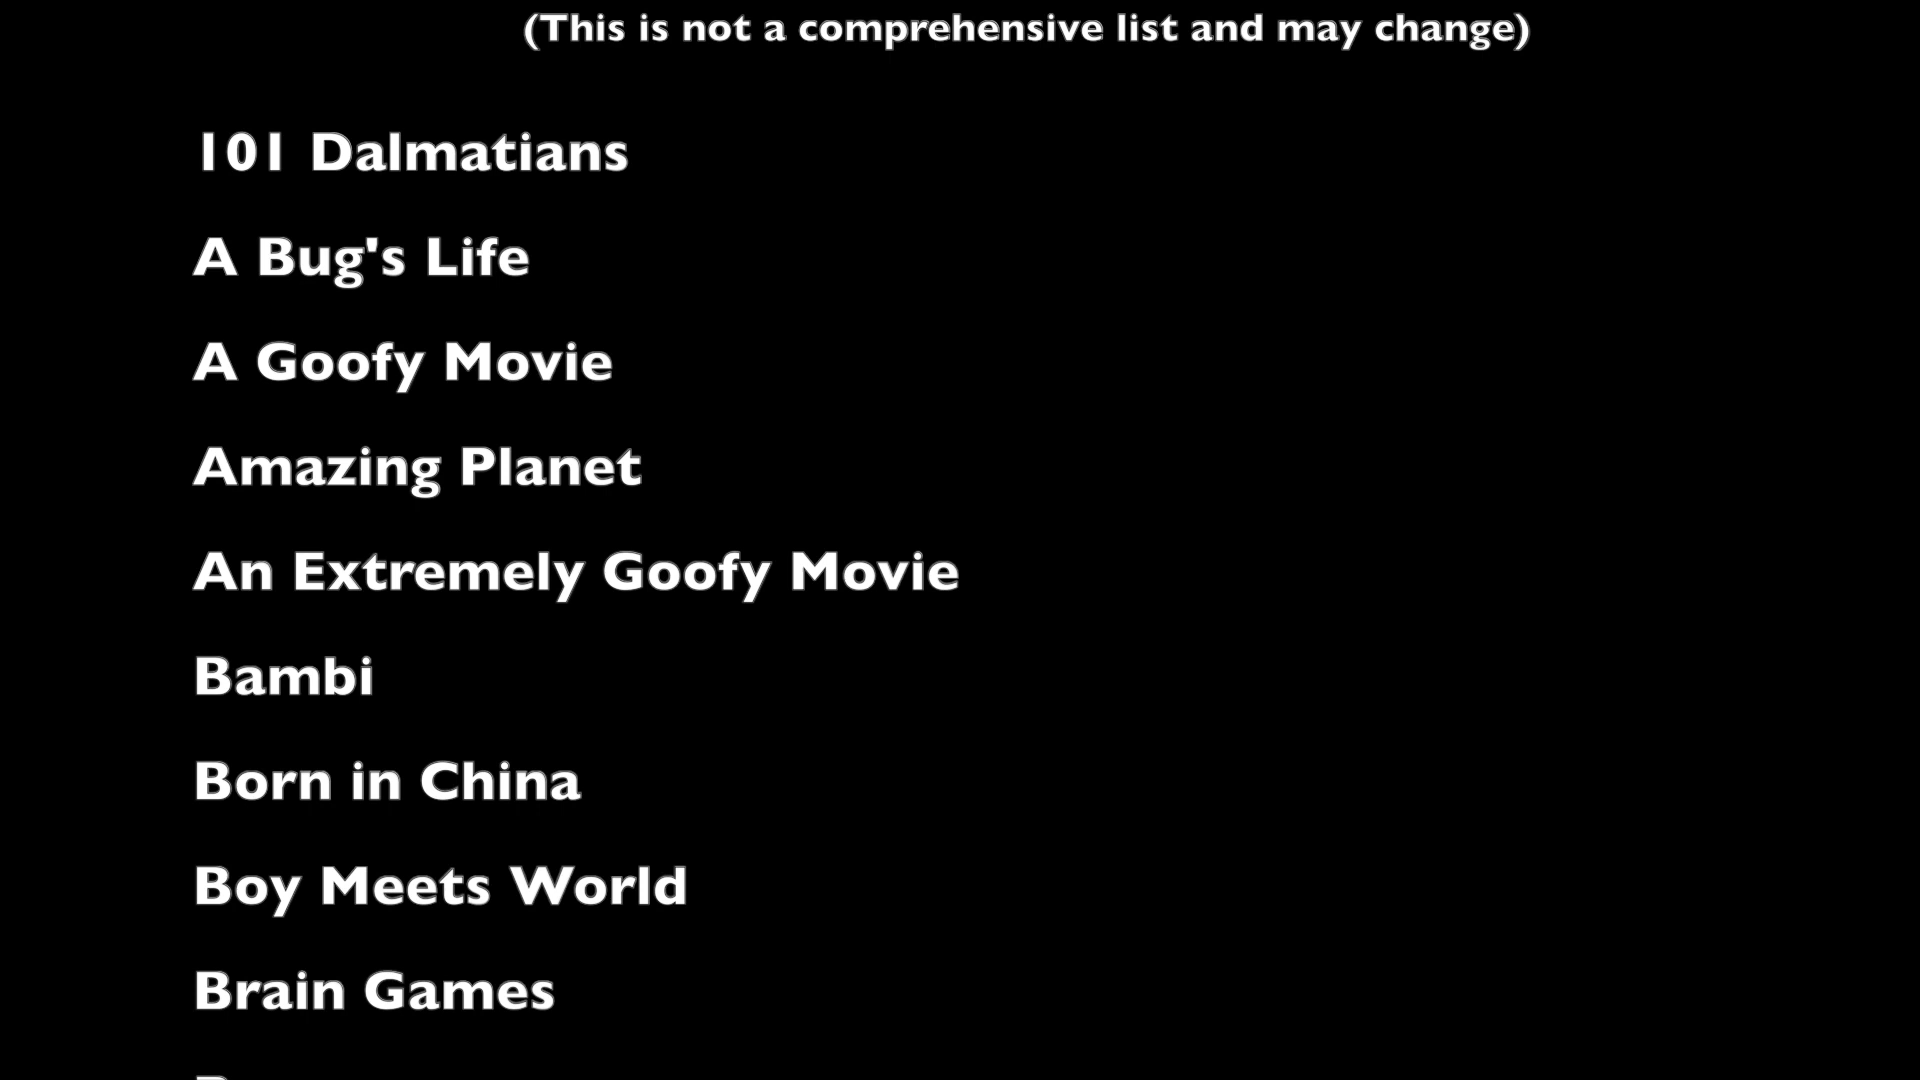 (This is not a comprehensive list and may change)
101 Dalmatians
A Bug's Life
A Goofy Movie
Amazing Planet
An Extremely Goofy Movie
Bambi
Born in China
Boy Meets World
Brain Games